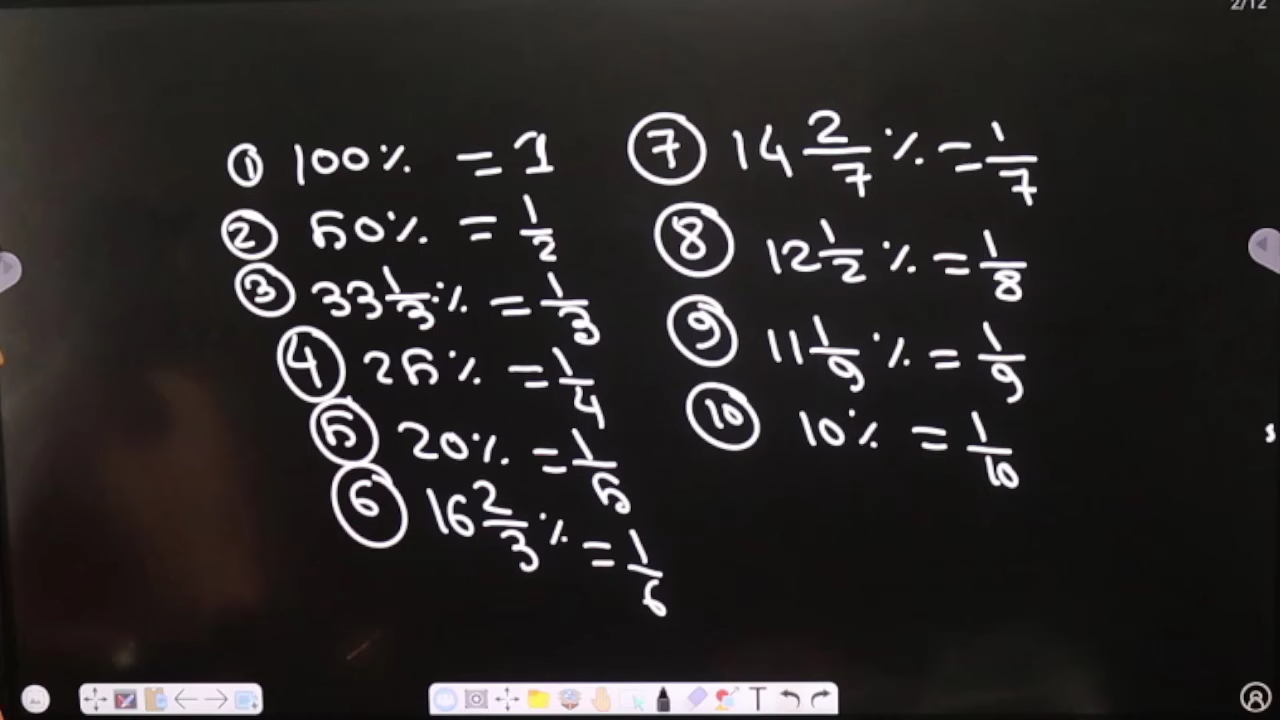 2/12
① 100% = 1
② 50% = 1/2
③ 33 1/3 % = 1/3
④ 25% = 1/4
⑤ 20% = 1/5
⑥ 16 2/3 % = 1/6
⑦ 14 2/7 % = 1/7
⑧ 12 1/2 % = 1/8
⑨ 11 1/9 % = 1/9
⑩ 10% = 1/10
T